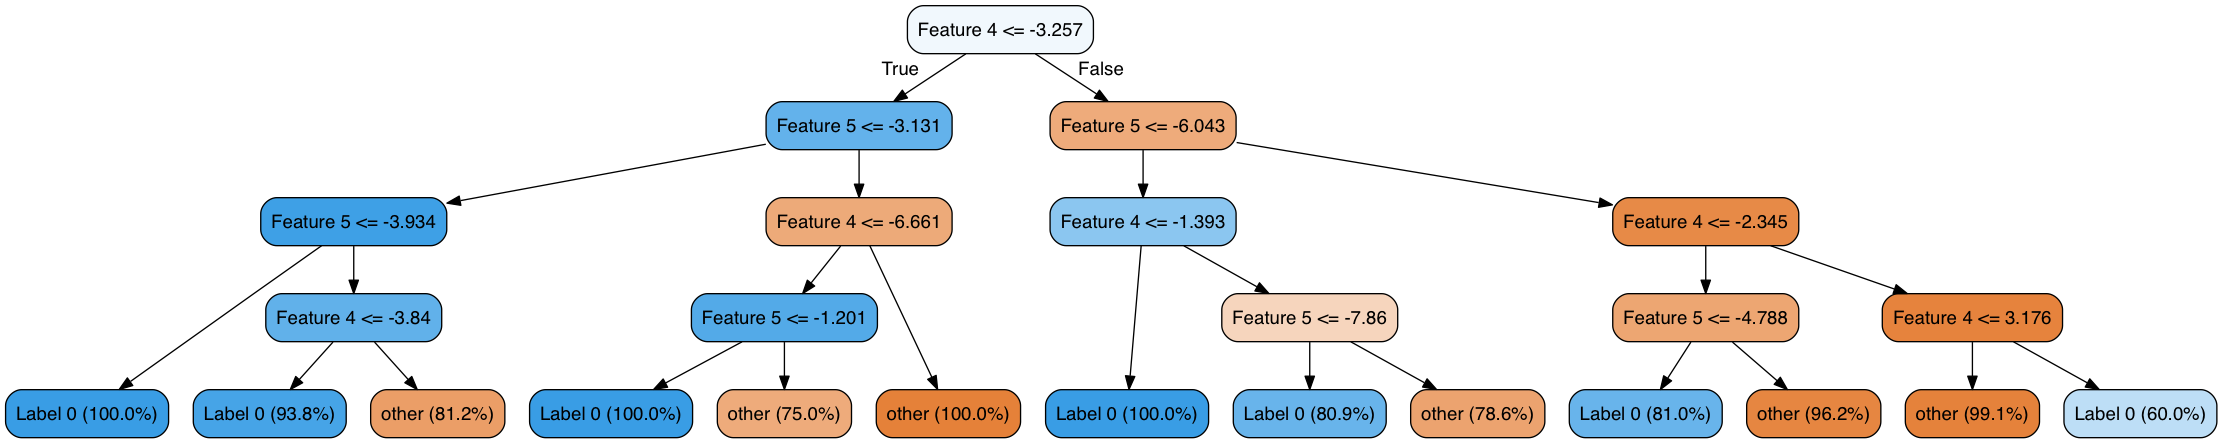 Feature 4 <= -3.257
True
False
Feature 5 <= -3.131
Feature 5 <= -6.043
Feature 5 <= -3.934
Feature 4 <= -6.661
Feature 4 <= -1.393
Feature 4 <= -2.345
Feature 4 <= -3.84
Feature 5 <= -1.201
Feature 5 <= -7.86
Feature 5 <= -4.788
Feature 4 <= 3.176
Label 0 (100.0%)
Label 0 (93.8%)
other (81.2%)
Label 0 (100.0%)
other (75.0%)
other (100.0%)
Label 0 (100.0%)
Label 0 (80.9%)
other (78.6%)
Label 0 (81.0%)
other (96.2%)
other (99.1%)
Label 0 (60.0%)